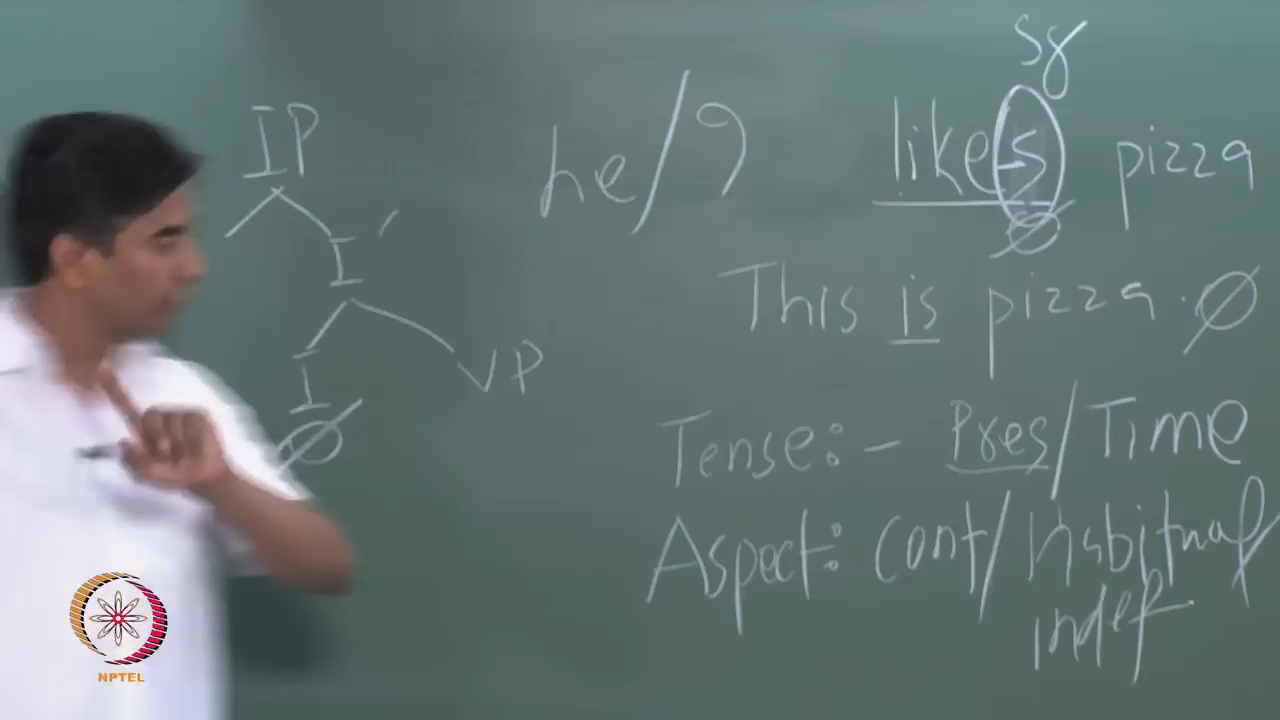 IP
I'
I VP
Ø
sg
he/I likes pizza
Ø
This is pizza. Ø
Tense:- Pres/Time
Aspect: Cont/habitual
indef
NPTEL